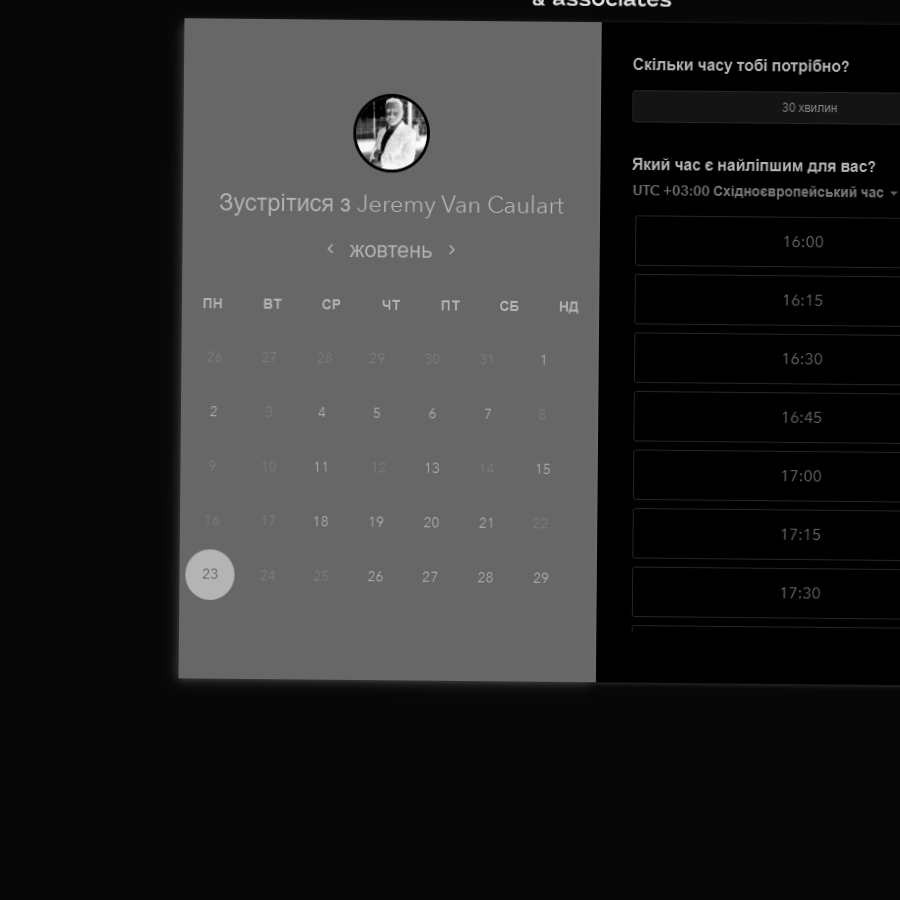 & associates
Зустрітися з Jeremy Van Caulart
жовтень
ПН ВТ СР ЧТ ПТ СБ НД
26 27 28 29 30 31 1
2 3 4 5 6 7 8
9 10 11 12 13 14 15
16 17 18 19 20 21 22
23 24 25 26 27 28 29
Скільки часу тобі потрібно?
30 хвилин
Який час є найліпшим для вас?
UTC +03:00 Східноєвропейський час
16:00
16:15
16:30
16:45
17:00
17:15
17:30